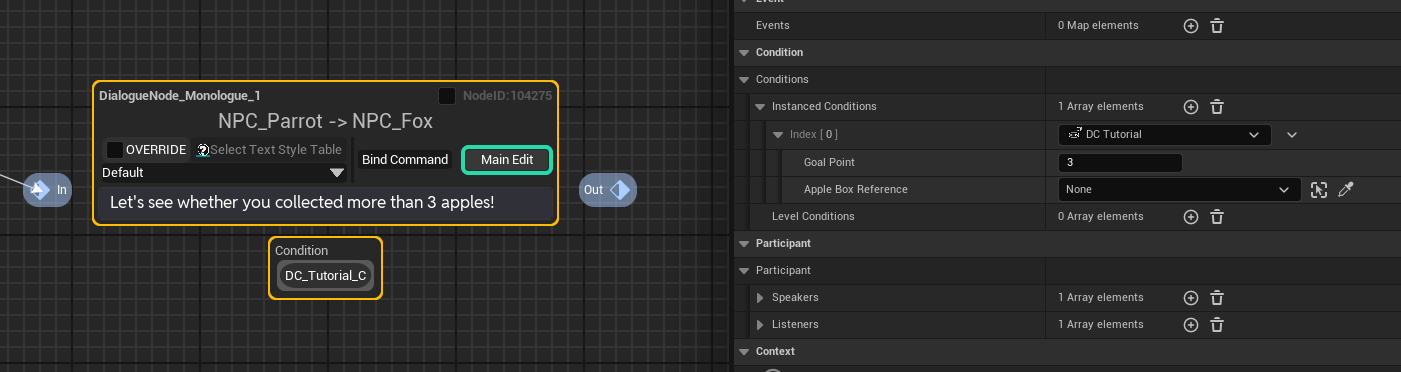 DialogueNode_Monologue_1
NodeID:104275
NPC_Parrot -> NPC_Fox
OVERRIDE
Select Text Style Table
Default
Bind Command
Main Edit
In
Out
Let's see whether you collected more than 3 apples!
Condition
DC_Tutorial_C
Event
Events
0 Map elements
Condition
Conditions
Instanced Conditions
1 Array elements
Index [ 0 ]
DC Tutorial
Goal Point
3
Apple Box Reference
None
Level Conditions
0 Array elements
Participant
Participant
Speakers
1 Array elements
Listeners
1 Array elements
Context